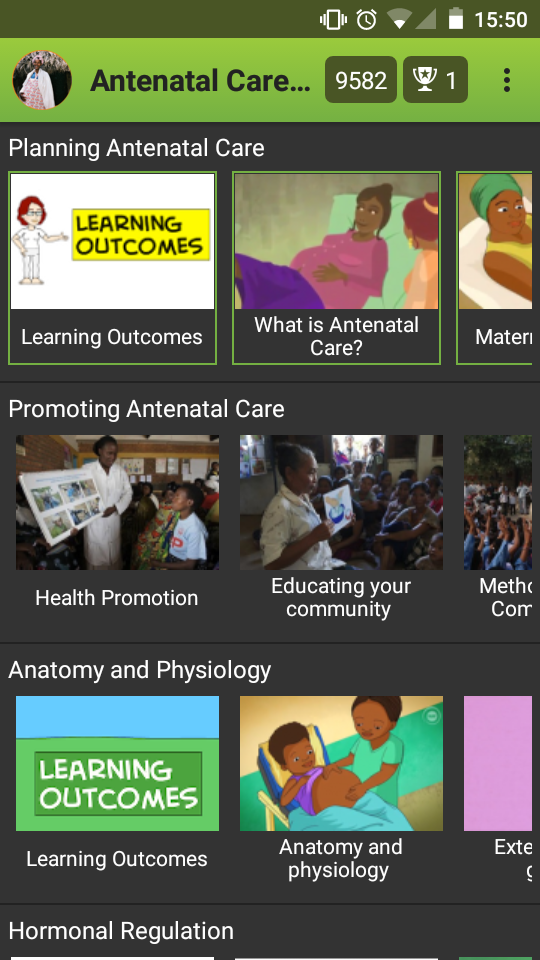 15:50
Antenatal Care...
9582
1
Planning Antenatal Care
LEARNING
OUTCOMES
Learning Outcomes
What is Antenatal
Care?
Matern
Promoting Antenatal Care
Health Promotion
Educating your
community
Metho
Com
Anatomy and Physiology
LEARNING
OUTCOMES
Learning Outcomes
Anatomy and
physiology
Exte
g
Hormonal Regulation